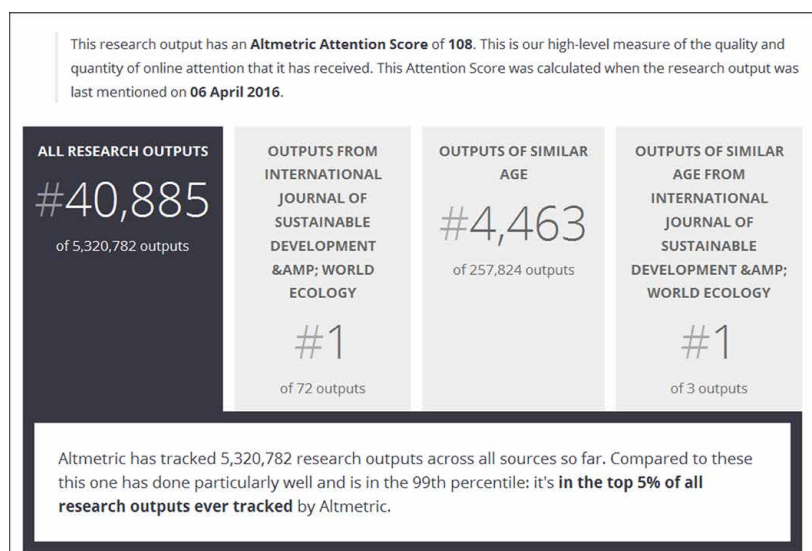 This research output has an Altmetric Attention Score of 108. This is our high-level measure of the quality and
quantity of online attention that it has received. This Attention Score was calculated when the research output was
last mentioned on 06 April 2016.
ALL RESEARCH OUTPUTS
#40,885
of 5,320,782 outputs
OUTPUTS FROM
INTERNATIONAL
JOURNAL OF
SUSTAINABLE
DEVELOPMENT
&AMP; WORLD
ECOLOGY
#1
of 72 outputs
OUTPUTS OF SIMILAR
AGE
#4,463
of 257,824 outputs
OUTPUTS OF SIMILAR
AGE FROM
INTERNATIONAL
JOURNAL OF
SUSTAINABLE
DEVELOPMENT &AMP;
WORLD ECOLOGY
#1
of 3 outputs
Altmetric has tracked 5,320,782 research outputs across all sources so far. Compared to these
this one has done particularly well and is in the 99th percentile: it's in the top 5% of all
research outputs ever tracked by Altmetric.